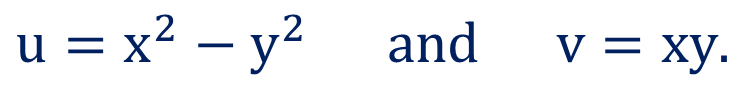 u = x² − y² and v = xy.